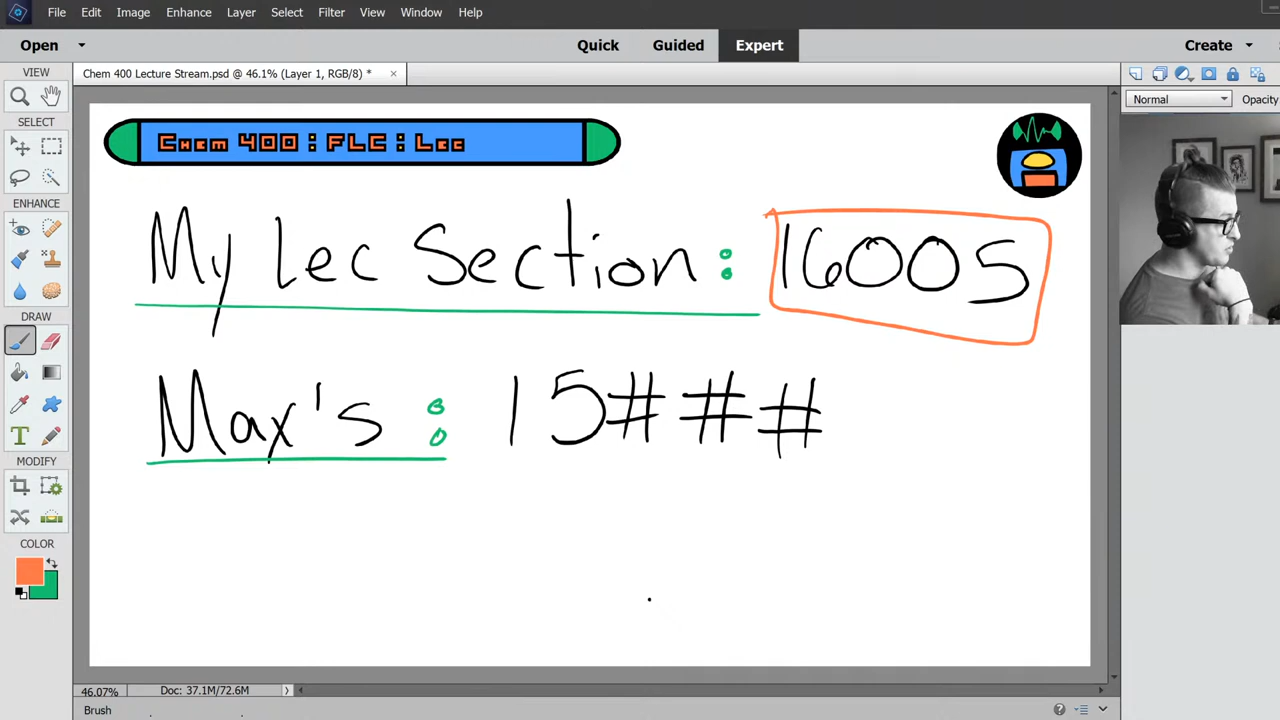 File Edit Image Enhance Layer Select Filter View Window Help
Open Quick Guided Expert Create
Chem 400 Lecture Stream.psd @ 46.1% (Layer 1, RGB/8) *
VIEW
SELECT
ENHANCE
DRAW
MODIFY
COLOR
Normal Opacity
Chem 400 : FLC : Lec
My Lec Section: 16005
Max's : 15###
46.07% Doc: 37.1M/72.6M
Brush